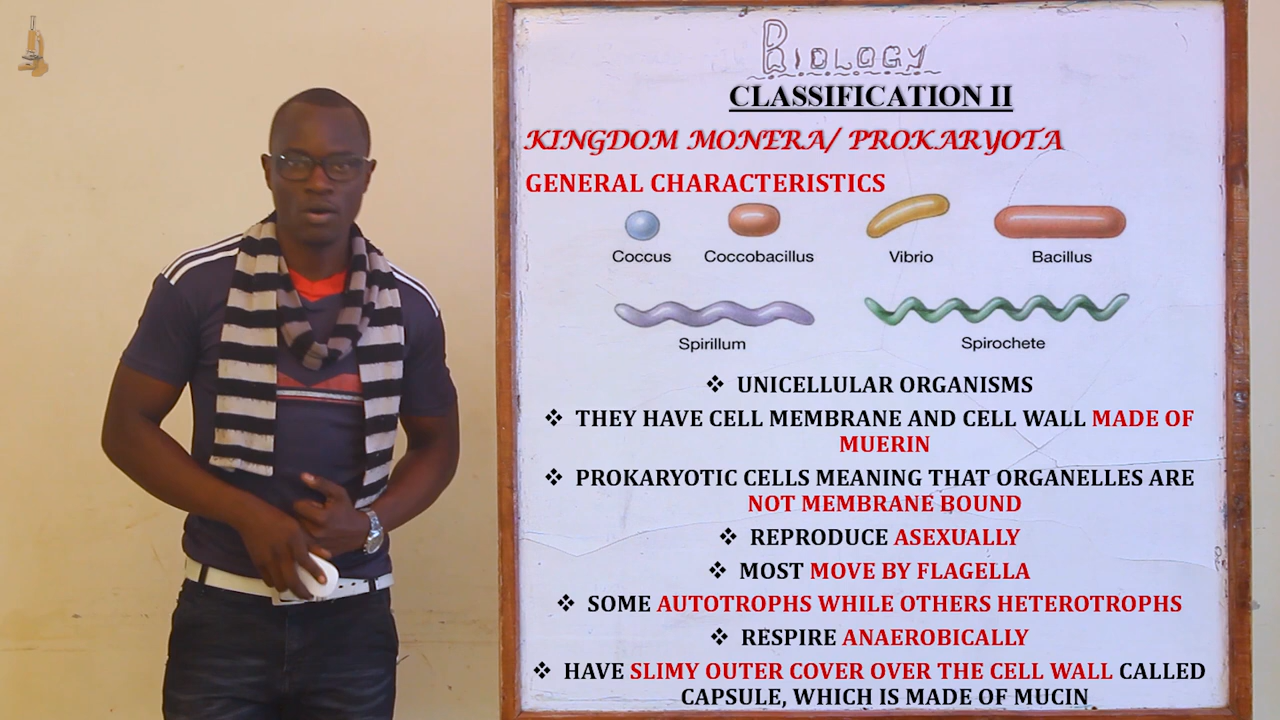 BIOLOGY
CLASSIFICATION II
KINGDOM MONERA/ PROKARYOTA
GENERAL CHARACTERISTICS
Coccus Coccobacillus Vibrio Bacillus
Spirillum Spirochete
❖ UNICELLULAR ORGANISMS
❖ THEY HAVE CELL MEMBRANE AND CELL WALL MADE OF
MUERIN
❖ PROKARYOTIC CELLS MEANING THAT ORGANELLES ARE
NOT MEMBRANE BOUND
❖ REPRODUCE ASEXUALLY
❖ MOST MOVE BY FLAGELLA
❖ SOME AUTOTROPHS WHILE OTHERS HETEROTROPHS
❖ RESPIRE ANAEROBICALLY
❖ HAVE SLIMY OUTER COVER OVER THE CELL WALL CALLED
CAPSULE, WHICH IS MADE OF MUCIN